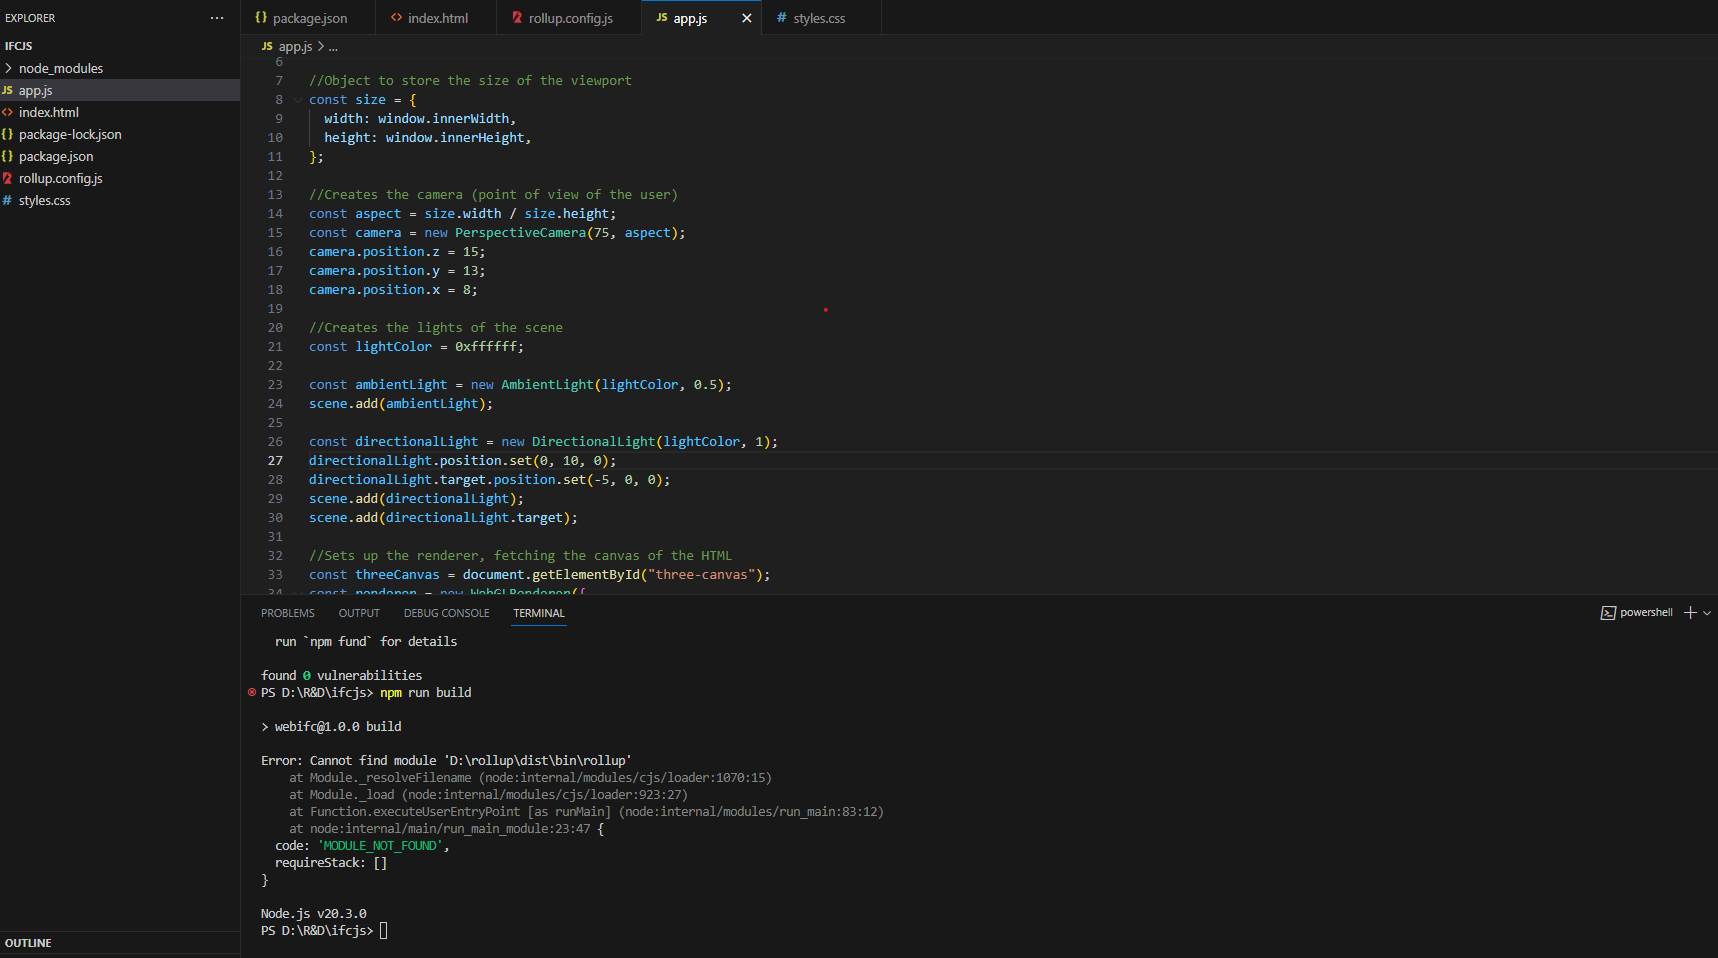 EXPLORER
...
IFCJS
node_modules
JS app.js
<> index.html
{} package-lock.json
{} package.json
rollup.config.js
# styles.css
OUTLINE
{} package.json
<> index.html
rollup.config.js
JS app.js ×
# styles.css
JS app.js > ...
6
7 //Object to store the size of the viewport
8 const size = {
9 width: window.innerWidth,
10 height: window.innerHeight,
11 };
12
13 //Creates the camera (point of view of the user)
14 const aspect = size.width / size.height;
15 const camera = new PerspectiveCamera(75, aspect);
16 camera.position.z = 15;
17 camera.position.y = 13;
18 camera.position.x = 8;
19
20 //Creates the lights of the scene
21 const lightColor = 0xffffff;
22
23 const ambientLight = new AmbientLight(lightColor, 0.5);
24 scene.add(ambientLight);
25
26 const directionalLight = new DirectionalLight(lightColor, 1);
27 directionalLight.position.set(0, 10, 0);
28 directionalLight.target.position.set(-5, 0, 0);
29 scene.add(directionalLight);
30 scene.add(directionalLight.target);
31
32 //Sets up the renderer, fetching the canvas of the HTML
33 const threeCanvas = document.getElementById("three-canvas");
34 const renderer = new WebGLRenderer({
PROBLEMS OUTPUT DEBUG CONSOLE TERMINAL
powershell
run `npm fund` for details
found 0 vulnerabilities
PS D:\R&D\ifcjs> npm run build
> webifc@1.0.0 build
Error: Cannot find module 'D:\rollup\dist\bin\rollup'
at Module._resolveFilename (node:internal/modules/cjs/loader:1070:15)
at Module._load (node:internal/modules/cjs/loader:923:27)
at Function.executeUserEntryPoint [as runMain] (node:internal/modules/run_main:83:12)
at node:internal/main/run_main_module:23:47 {
code: 'MODULE_NOT_FOUND',
requireStack: []
}
Node.js v20.3.0
PS D:\R&D\ifcjs>